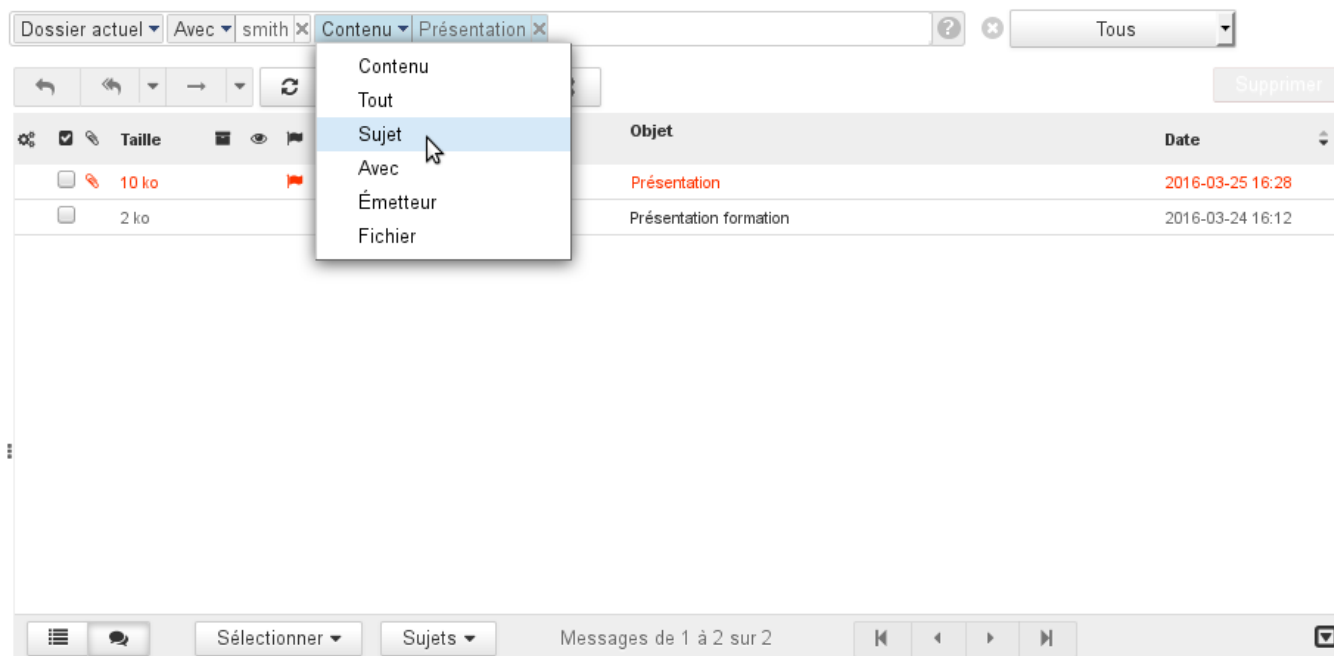 Dossier actuel Avec smith Contenu Présentation Tous
Contenu
Tout
Sujet
Avec
Émetteur
Fichier
Supprimer
Taille Objet Date
10 ko Présentation 2016-03-25 16:28
2 ko Présentation formation 2016-03-24 16:12
Sélectionner Sujets Messages de 1 à 2 sur 2